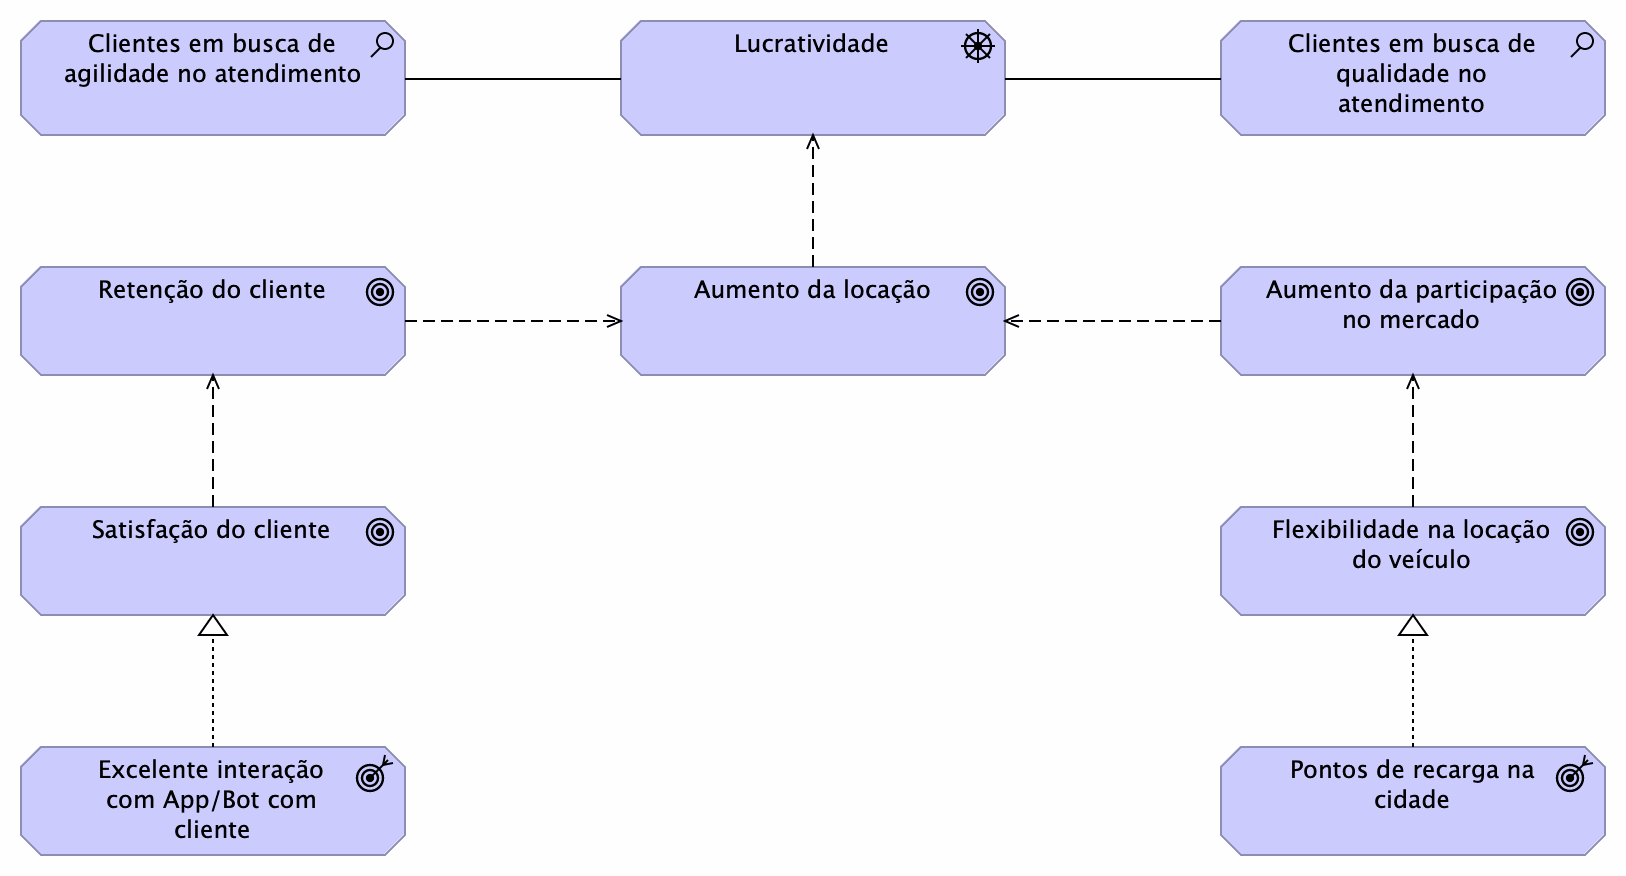 Clientes em busca de
agilidade no atendimento
Lucratividade
Clientes em busca de
qualidade no
atendimento
Retenção do cliente
Aumento da locação
Aumento da participação
no mercado
Satisfação do cliente
Flexibilidade na locação
do veículo
Excelente interação
com App/Bot com
cliente
Pontos de recarga na
cidade